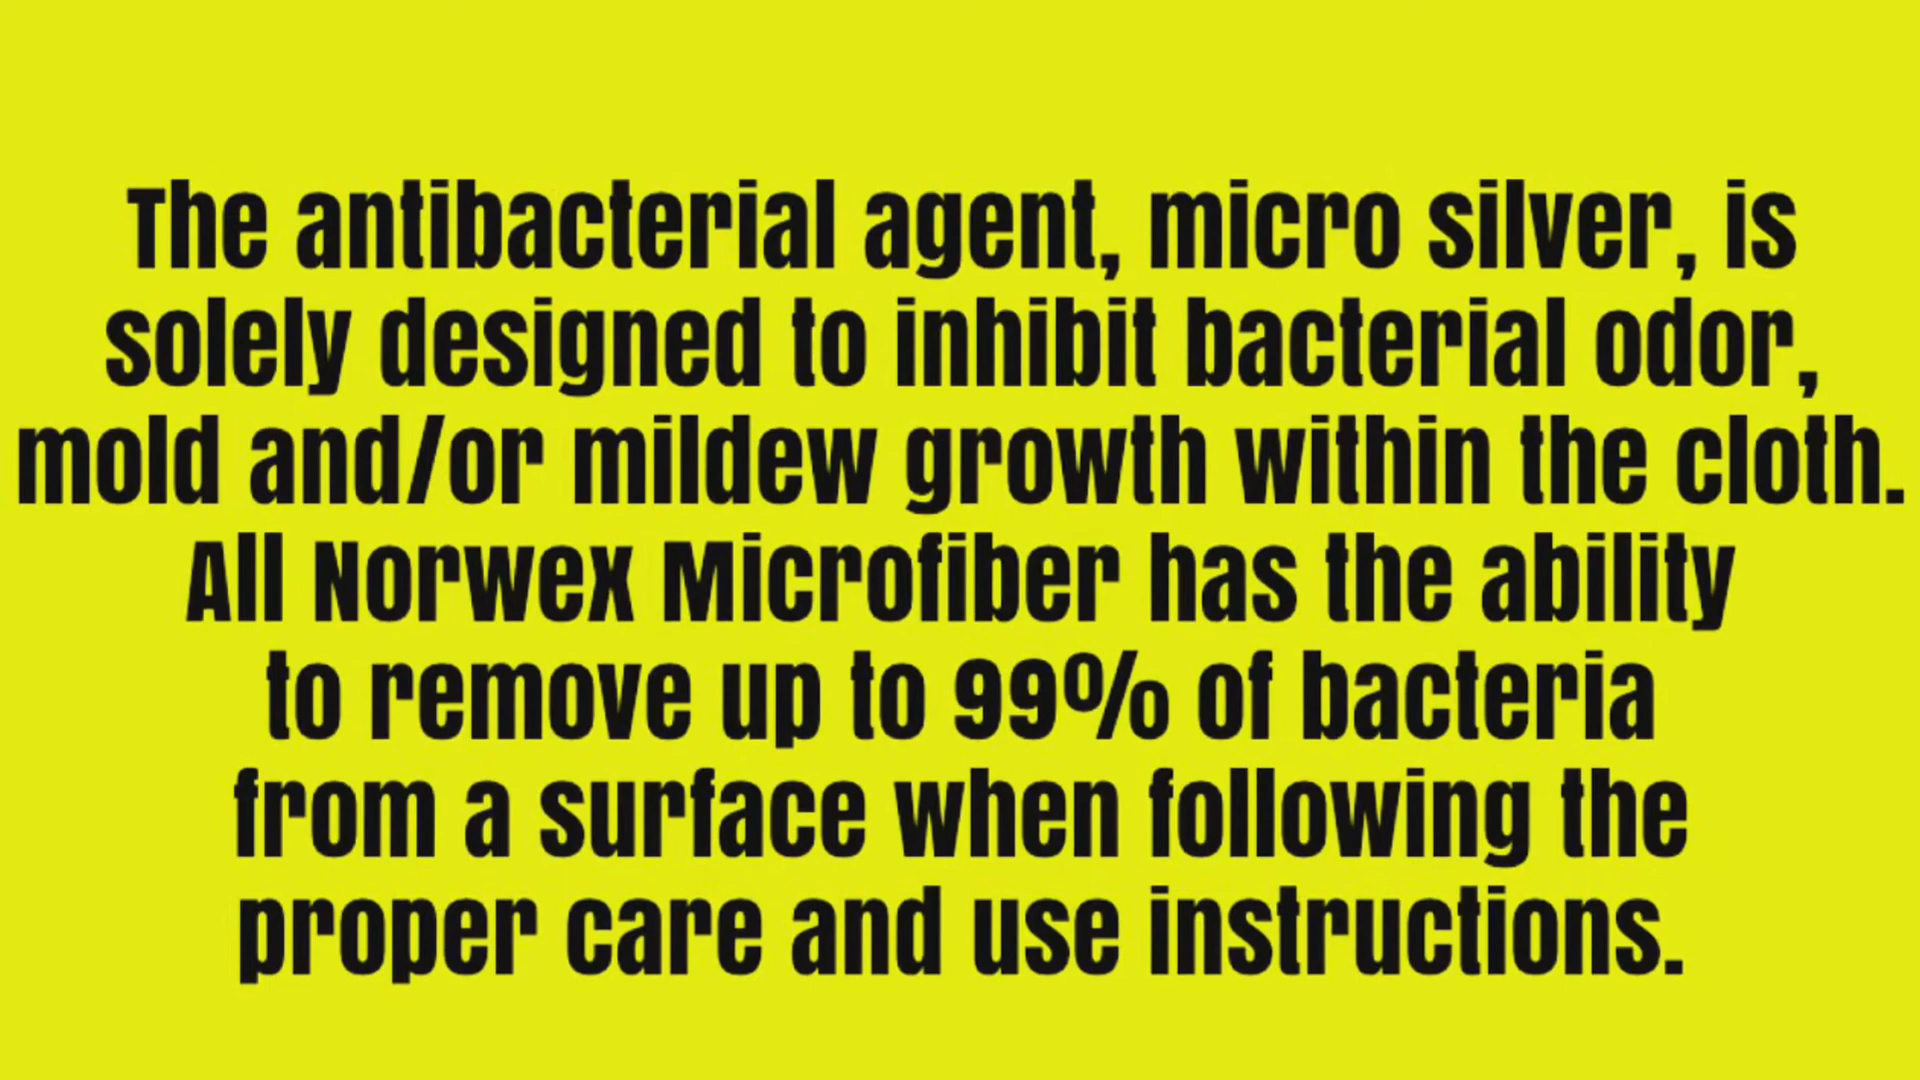 The antibacterial agent, micro silver, is
solely designed to inhibit bacterial odor,
mold and/or mildew growth within the cloth.
All Norwex Microfiber has the ability
to remove up to 99% of bacteria
from a surface when following the
proper care and use instructions.